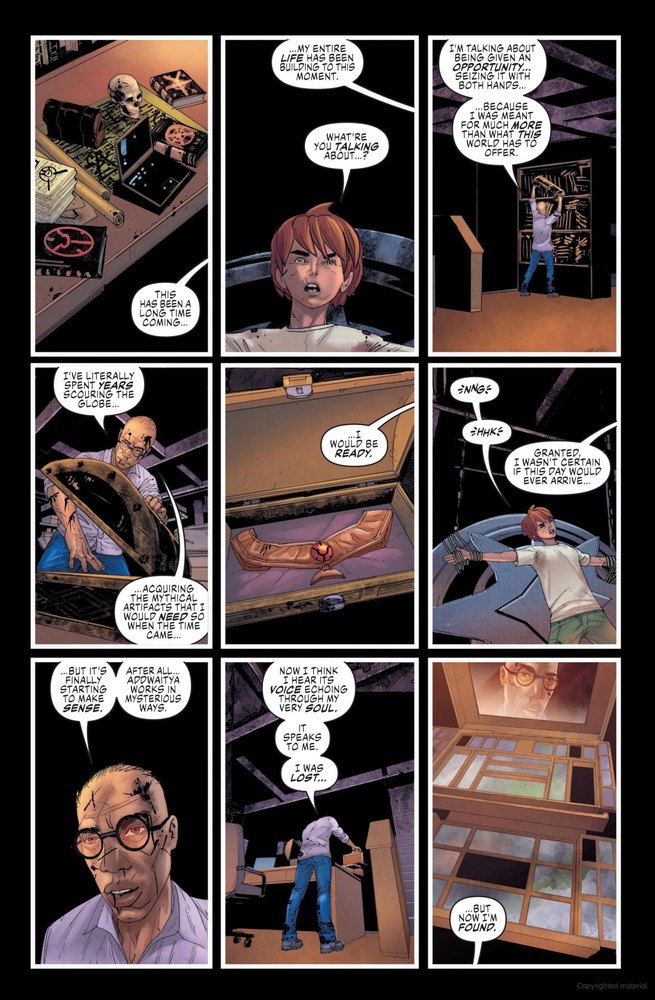 THIS
HAS BEEN A
LONG TIME
COMING...
...MY ENTIRE
LIFE HAS BEEN
BUILDING TO THIS
MOMENT.
WHAT'RE
YOU TALKING
ABOUT...?
I'M TALKING ABOUT
BEING GIVEN AN
OPPORTUNITY...
SEIZING IT WITH
BOTH HANDS...
...BECAUSE
I WAS MEANT
FOR MUCH MORE
THAN WHAT THIS
WORLD HAS TO
OFFER.
I'VE LITERALLY
SPENT YEARS
SCOURING THE
GLOBE...
...ACQUIRING
THE MYTHICAL
ARTIFACTS THAT I
WOULD NEED SO
WHEN THE TIME
CAME...
...I
WOULD BE
READY.
NNG
HHK
GRANTED,
I WASN'T CERTAIN
IF THIS DAY WOULD
EVER ARRIVE...
...BUT IT'S
FINALLY
STARTING
TO MAKE
SENSE.
AFTER ALL...
ADDWAITYA
WORKS IN
MYSTERIOUS
WAYS.
NOW I THINK
I HEAR ITS
VOICE ECHOING
THROUGH MY
VERY SOUL.
IT
SPEAKS
TO ME.
I WAS
LOST...
...BUT
NOW I'M
FOUND.
Copyrighted material